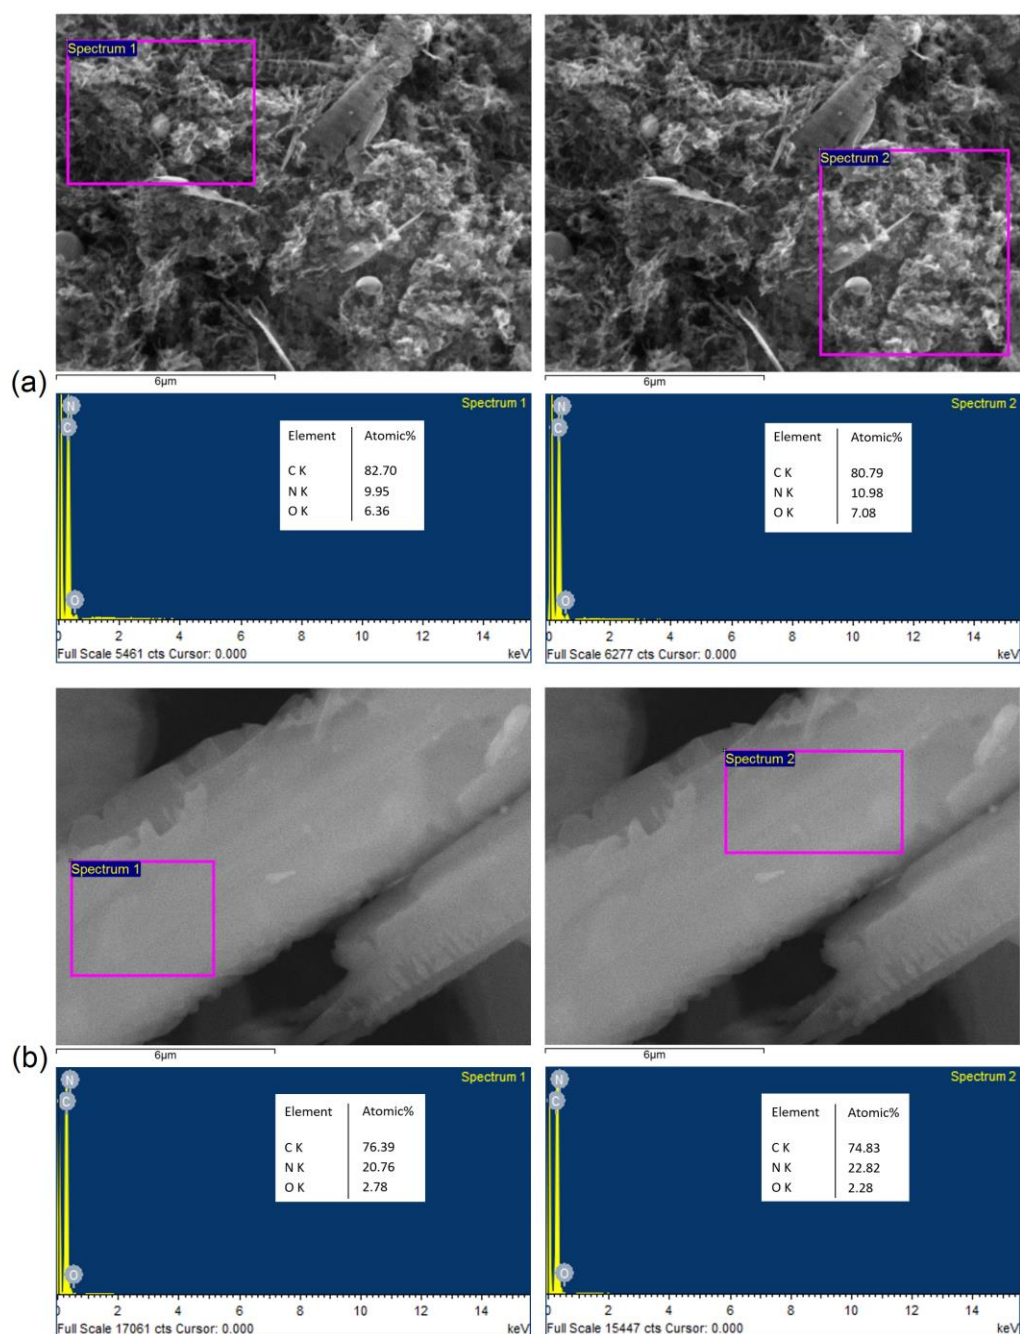 Spectrum 1
Spectrum 2
6µm
6µm
(a)
N
C
O
Spectrum 1
Element Atomic%
C K 82.70
N K 9.95
O K 6.36
0 2 4 6 8 10 12 14
Full Scale 5461 cts Cursor: 0.000 keV
N
C
O
Spectrum 2
Element Atomic%
C K 80.79
N K 10.98
O K 7.08
0 2 4 6 8 10 12 14
Full Scale 6277 cts Cursor: 0.000 keV
Spectrum 1
Spectrum 2
6µm
6µm
(b)
N
C
O
Spectrum 1
Element Atomic%
C K 76.39
N K 20.76
O K 2.78
0 2 4 6 8 10 12 14
Full Scale 17061 cts Cursor: 0.000 keV
N
C
O
Spectrum 2
Element Atomic%
C K 74.83
N K 22.82
O K 2.28
0 2 4 6 8 10 12 14
Full Scale 15447 cts Cursor: 0.000 keV